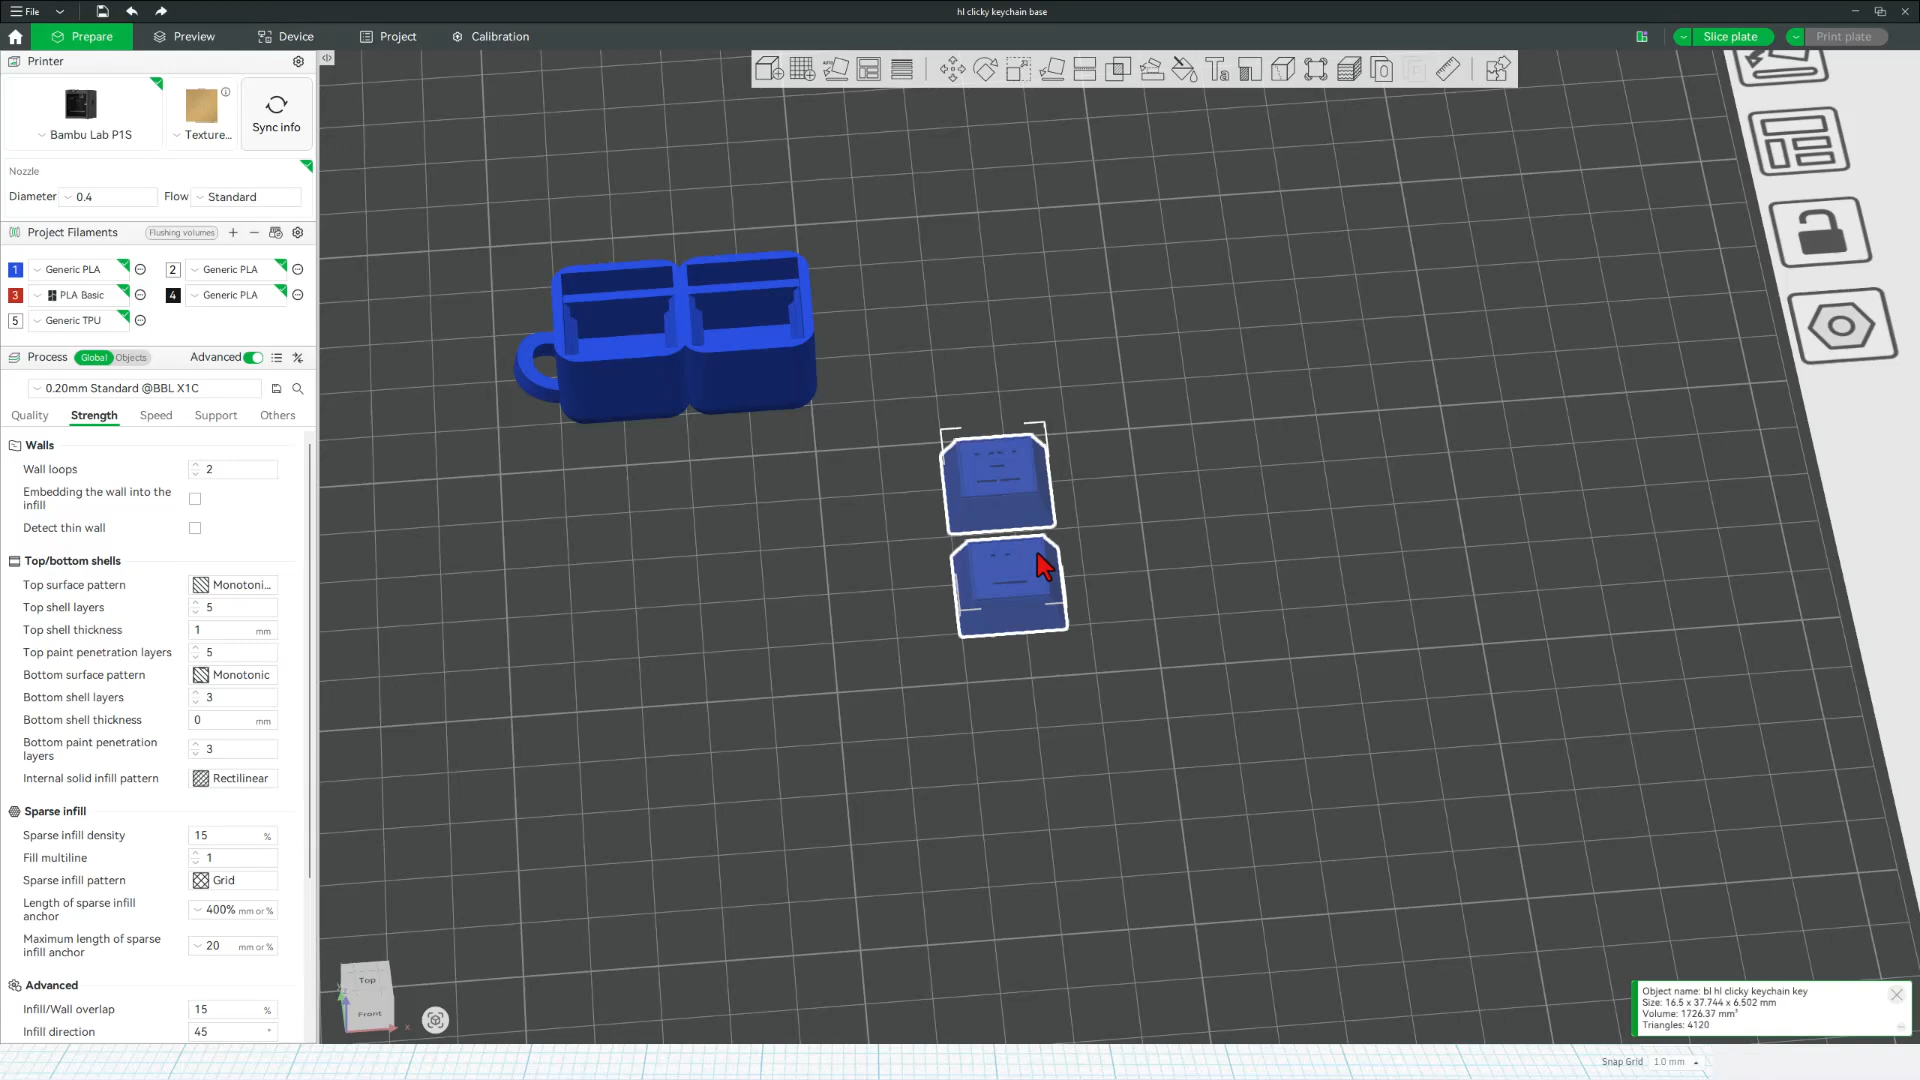 File
hl clicky keychain base
Prepare
Preview
Device
Project
Calibration
Slice plate
Print plate
Printer
Bambu Lab P1S
Texture...
Sync info
Nozzle
Diameter 0.4 Flow Standard
Project Filaments Flushing volumes
1 Generic PLA 2 Generic PLA
3 PLA Basic 4 Generic PLA
5 Generic TPU
Process Global Objects Advanced
0.20mm Standard @BBL X1C
Quality Strength Speed Support Others
Walls
Wall loops 2
Embedding the wall into the
infill
Detect thin wall
Top/bottom shells
Top surface pattern Monotoni...
Top shell layers 5
Top shell thickness 1 mm
Top paint penetration layers 5
Bottom surface pattern Monotonic
Bottom shell layers 3
Bottom shell thickness 0 mm
Bottom paint penetration
layers 3
Internal solid infill pattern Rectilinear
Sparse infill
Sparse infill density 15 %
Fill multiline 1
Sparse infill pattern Grid
Length of sparse infill
anchor 400% mm or %
Maximum length of sparse
infill anchor 20 mm or %
Advanced
Infill/Wall overlap 15 %
Infill direction 45 °
Top
Front
x
Object name: bl hl clicky keychain key
Size: 16.5 x 37.744 x 6.502 mm
Volume: 1726.37 mm³
Triangles: 4120
Snap Grid 1.0 mm